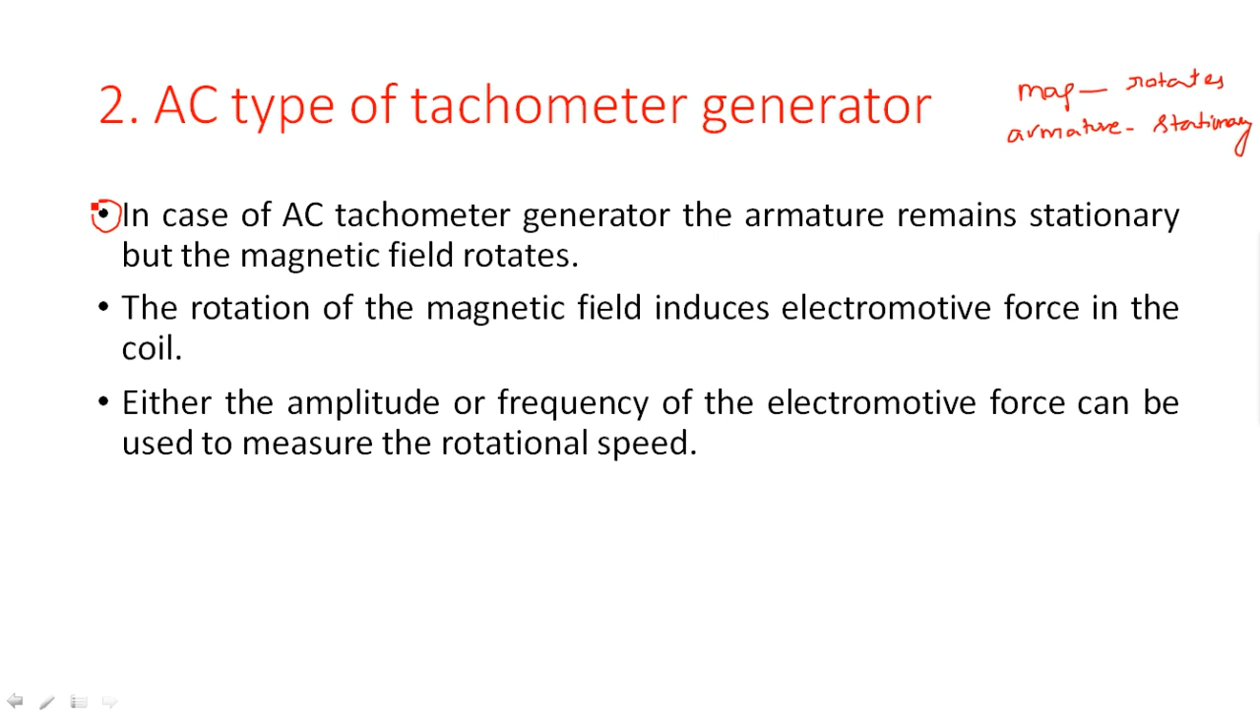 2. AC type of tachometer generator
mag — rotates
armature - stationary
• In case of AC tachometer generator the armature remains stationary
but the magnetic field rotates.
• The rotation of the magnetic field induces electromotive force in the
coil.
• Either the amplitude or frequency of the electromotive force can be
used to measure the rotational speed.